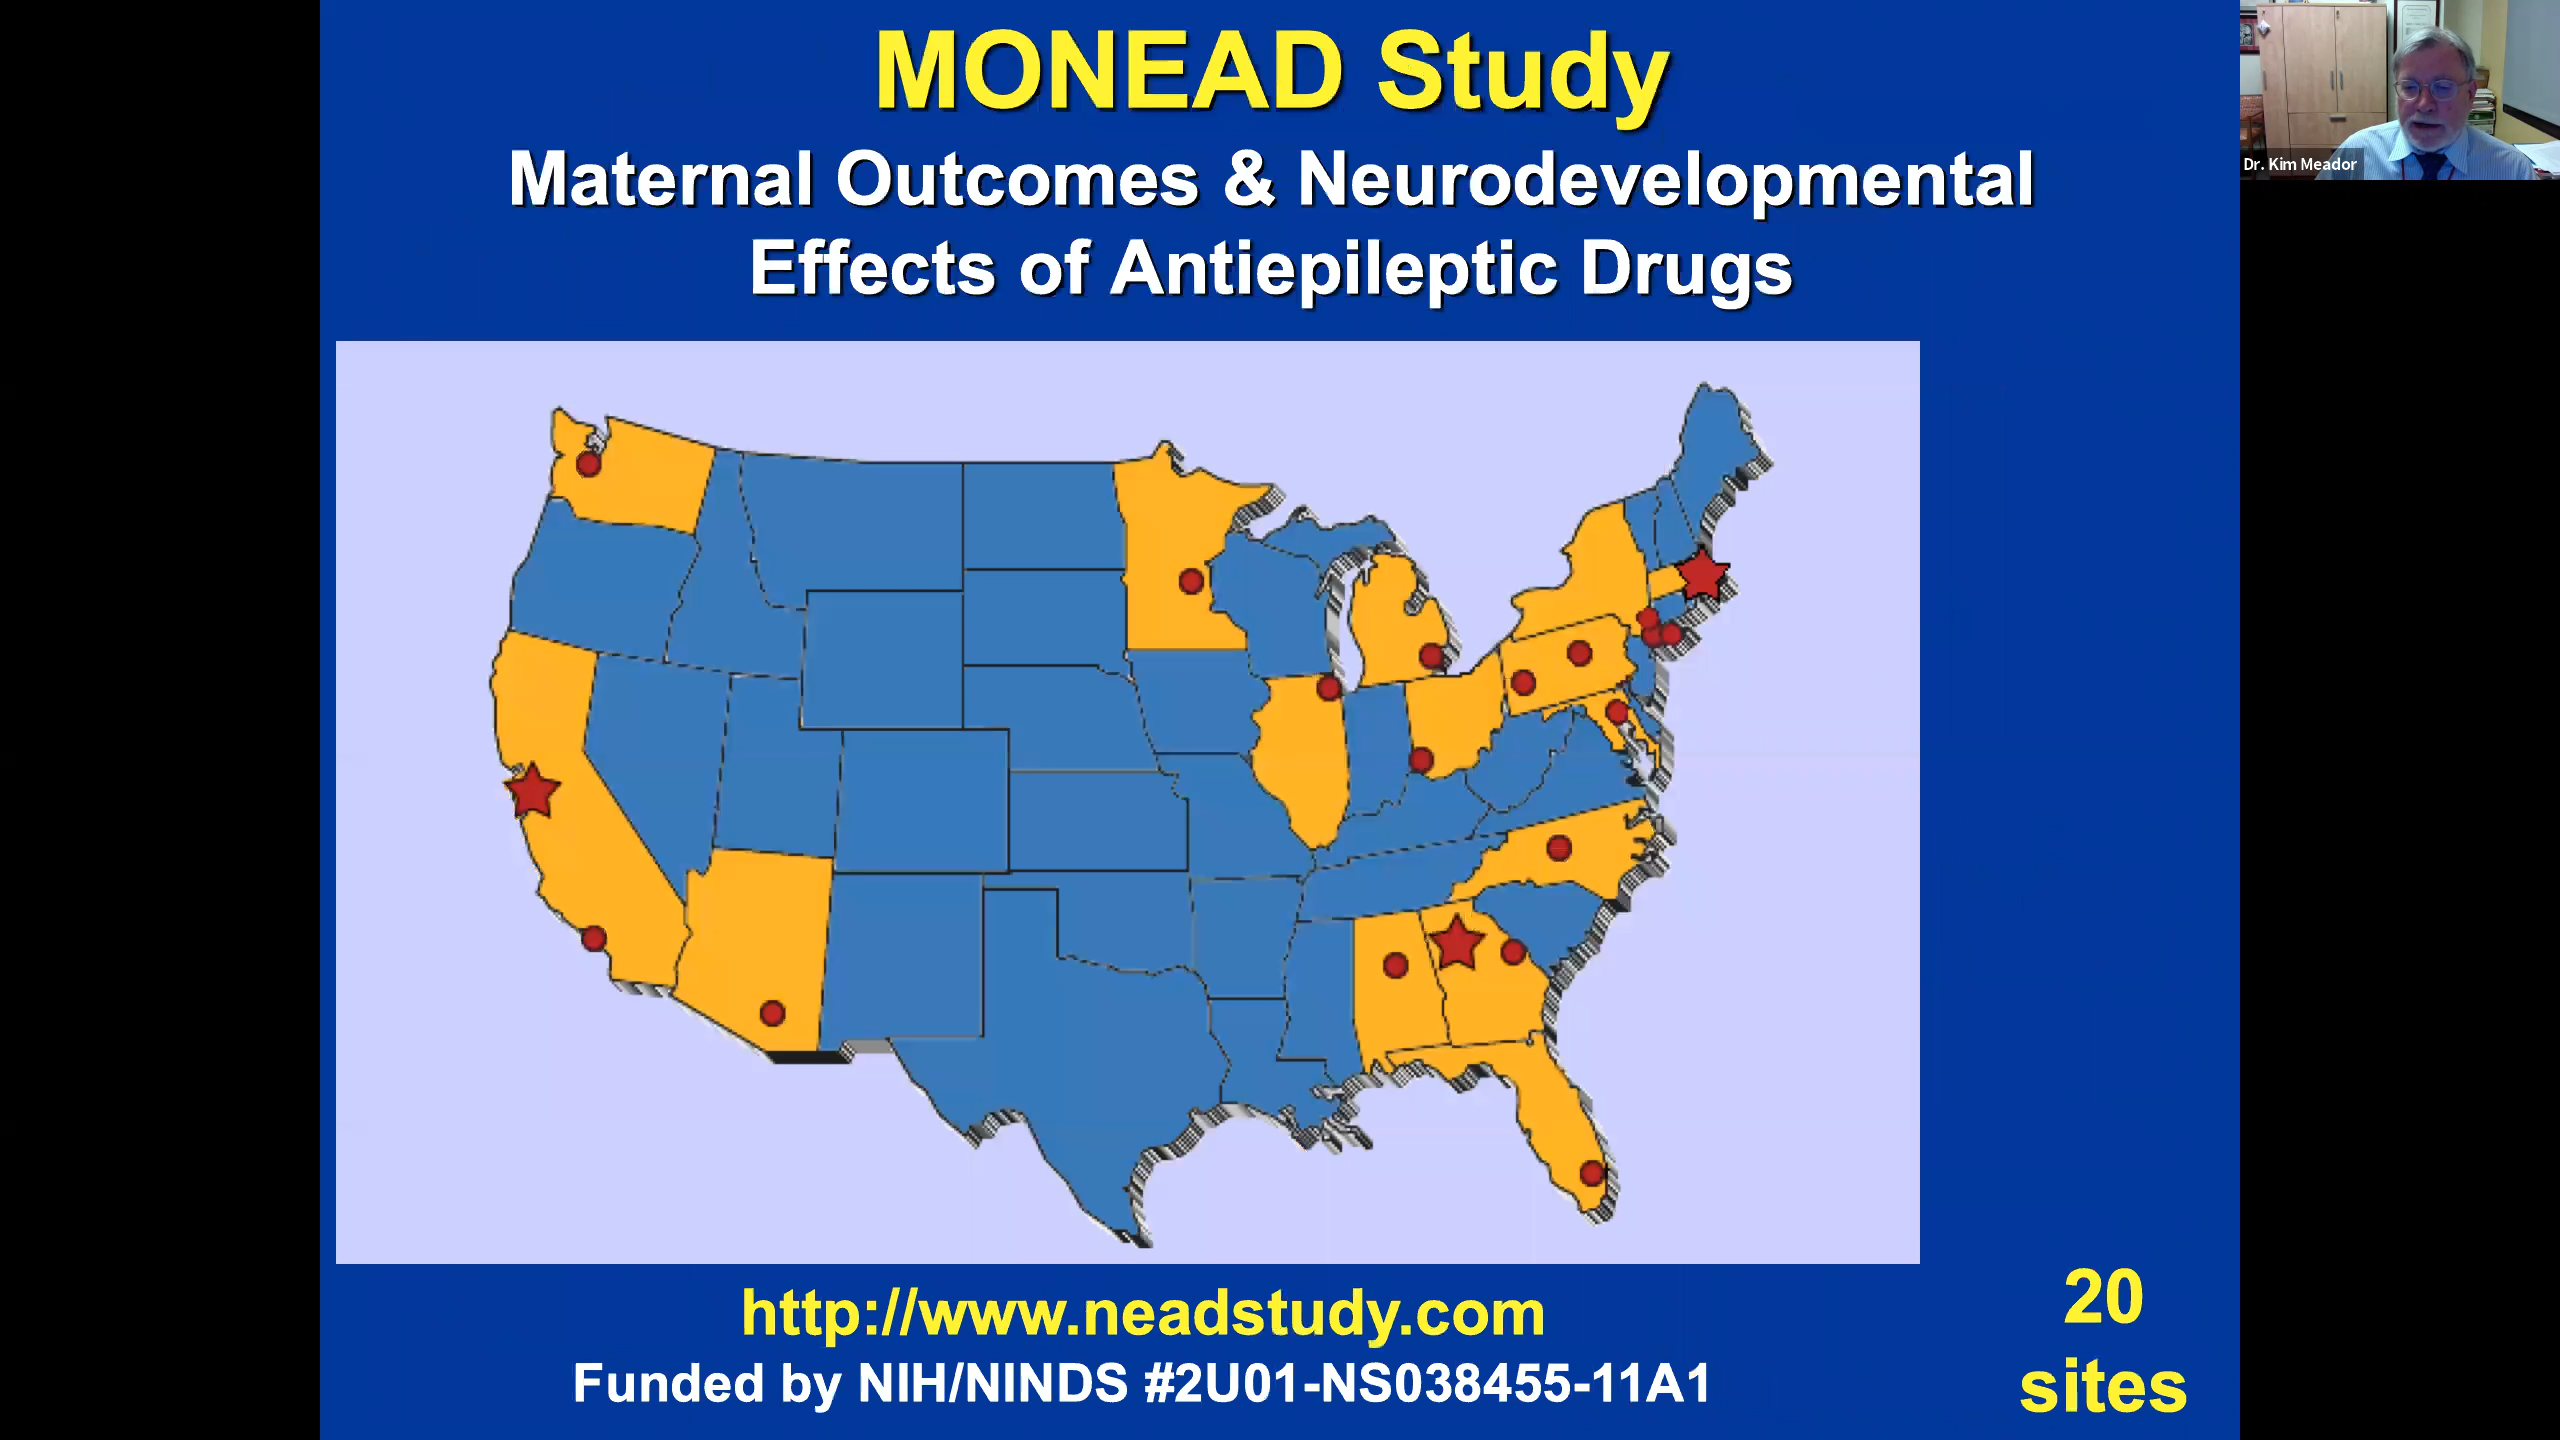 MONEAD Study
Maternal Outcomes & Neurodevelopmental
Effects of Antiepileptic Drugs
Dr. Kim Meador
http://www.neadstudy.com
Funded by NIH/NINDS #2U01-NS038455-11A1
20
sites